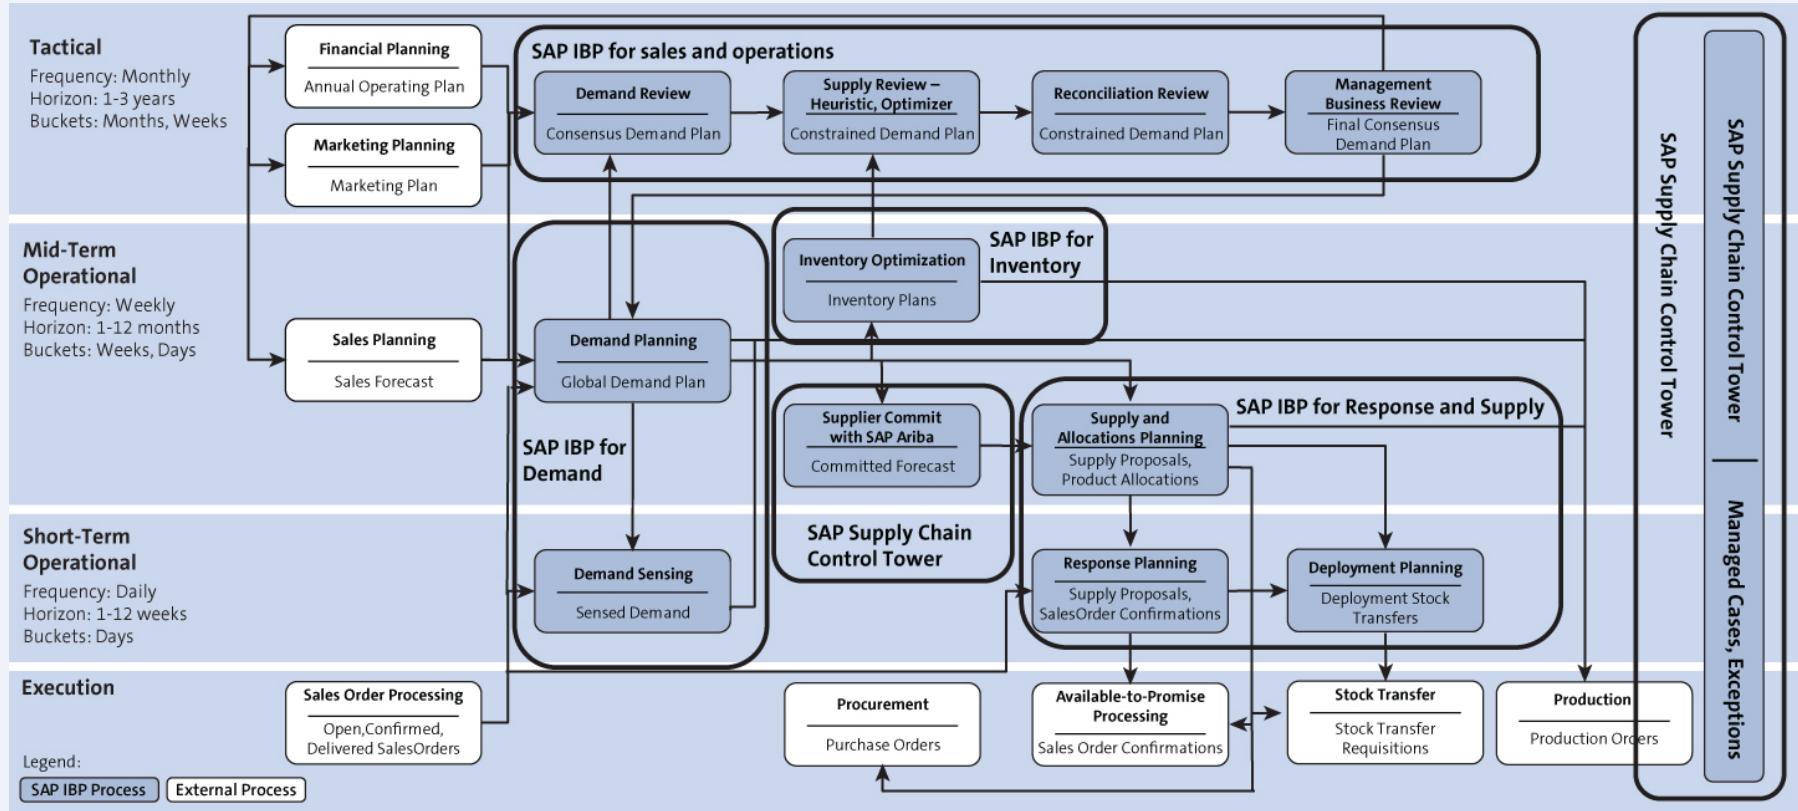 Tactical
Frequency: Monthly
Horizon: 1-3 years
Buckets: Months, Weeks
Financial Planning
Annual Operating Plan
Marketing Planning
Marketing Plan
SAP IBP for sales and operations
Demand Review
Consensus Demand Plan
Supply Review –
Heuristic, Optimizer
Constrained Demand Plan
Reconciliation Review
Constrained Demand Plan
Management
Business Review
Final Consensus
Demand Plan
Mid-Term
Operational
Frequency: Weekly
Horizon: 1-12 months
Buckets: Weeks, Days
Sales Planning
Sales Forecast
Demand Planning
Global Demand Plan
SAP IBP for
Demand
Inventory Optimization
Inventory Plans
SAP IBP for
Inventory
Supplier Commit
with SAP Ariba
Committed Forecast
SAP Supply Chain
Control Tower
SAP IBP for Response and Supply
Supply and
Allocations Planning
Supply Proposals,
Product Allocations
Short-Term
Operational
Frequency: Daily
Horizon: 1-12 weeks
Buckets: Days
Demand Sensing
Sensed Demand
Response Planning
Supply Proposals,
SalesOrder Confirmations
Deployment Planning
Deployment Stock
Transfers
Execution
Sales Order Processing
Open,Confirmed,
Delivered SalesOrders
Procurement
Purchase Orders
Available-to-Promise
Processing
Sales Order Confirmations
Stock Transfer
Stock Transfer
Requisitions
Production
Production Orders
SAP Supply Chain Control Tower
SAP Supply Chain Control Tower
Managed Cases, Exceptions
Legend:
SAP IBP Process
External Process